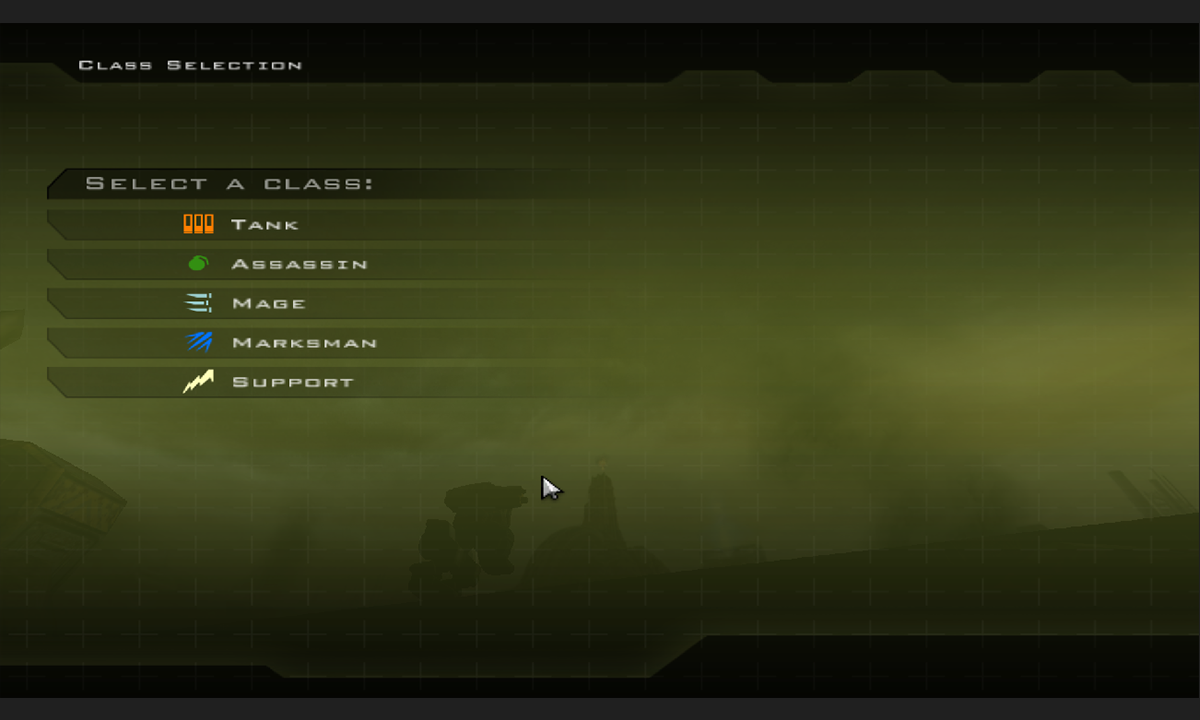 Class Selection
Select a class:
Tank
Assassin
Mage
Marksman
Support